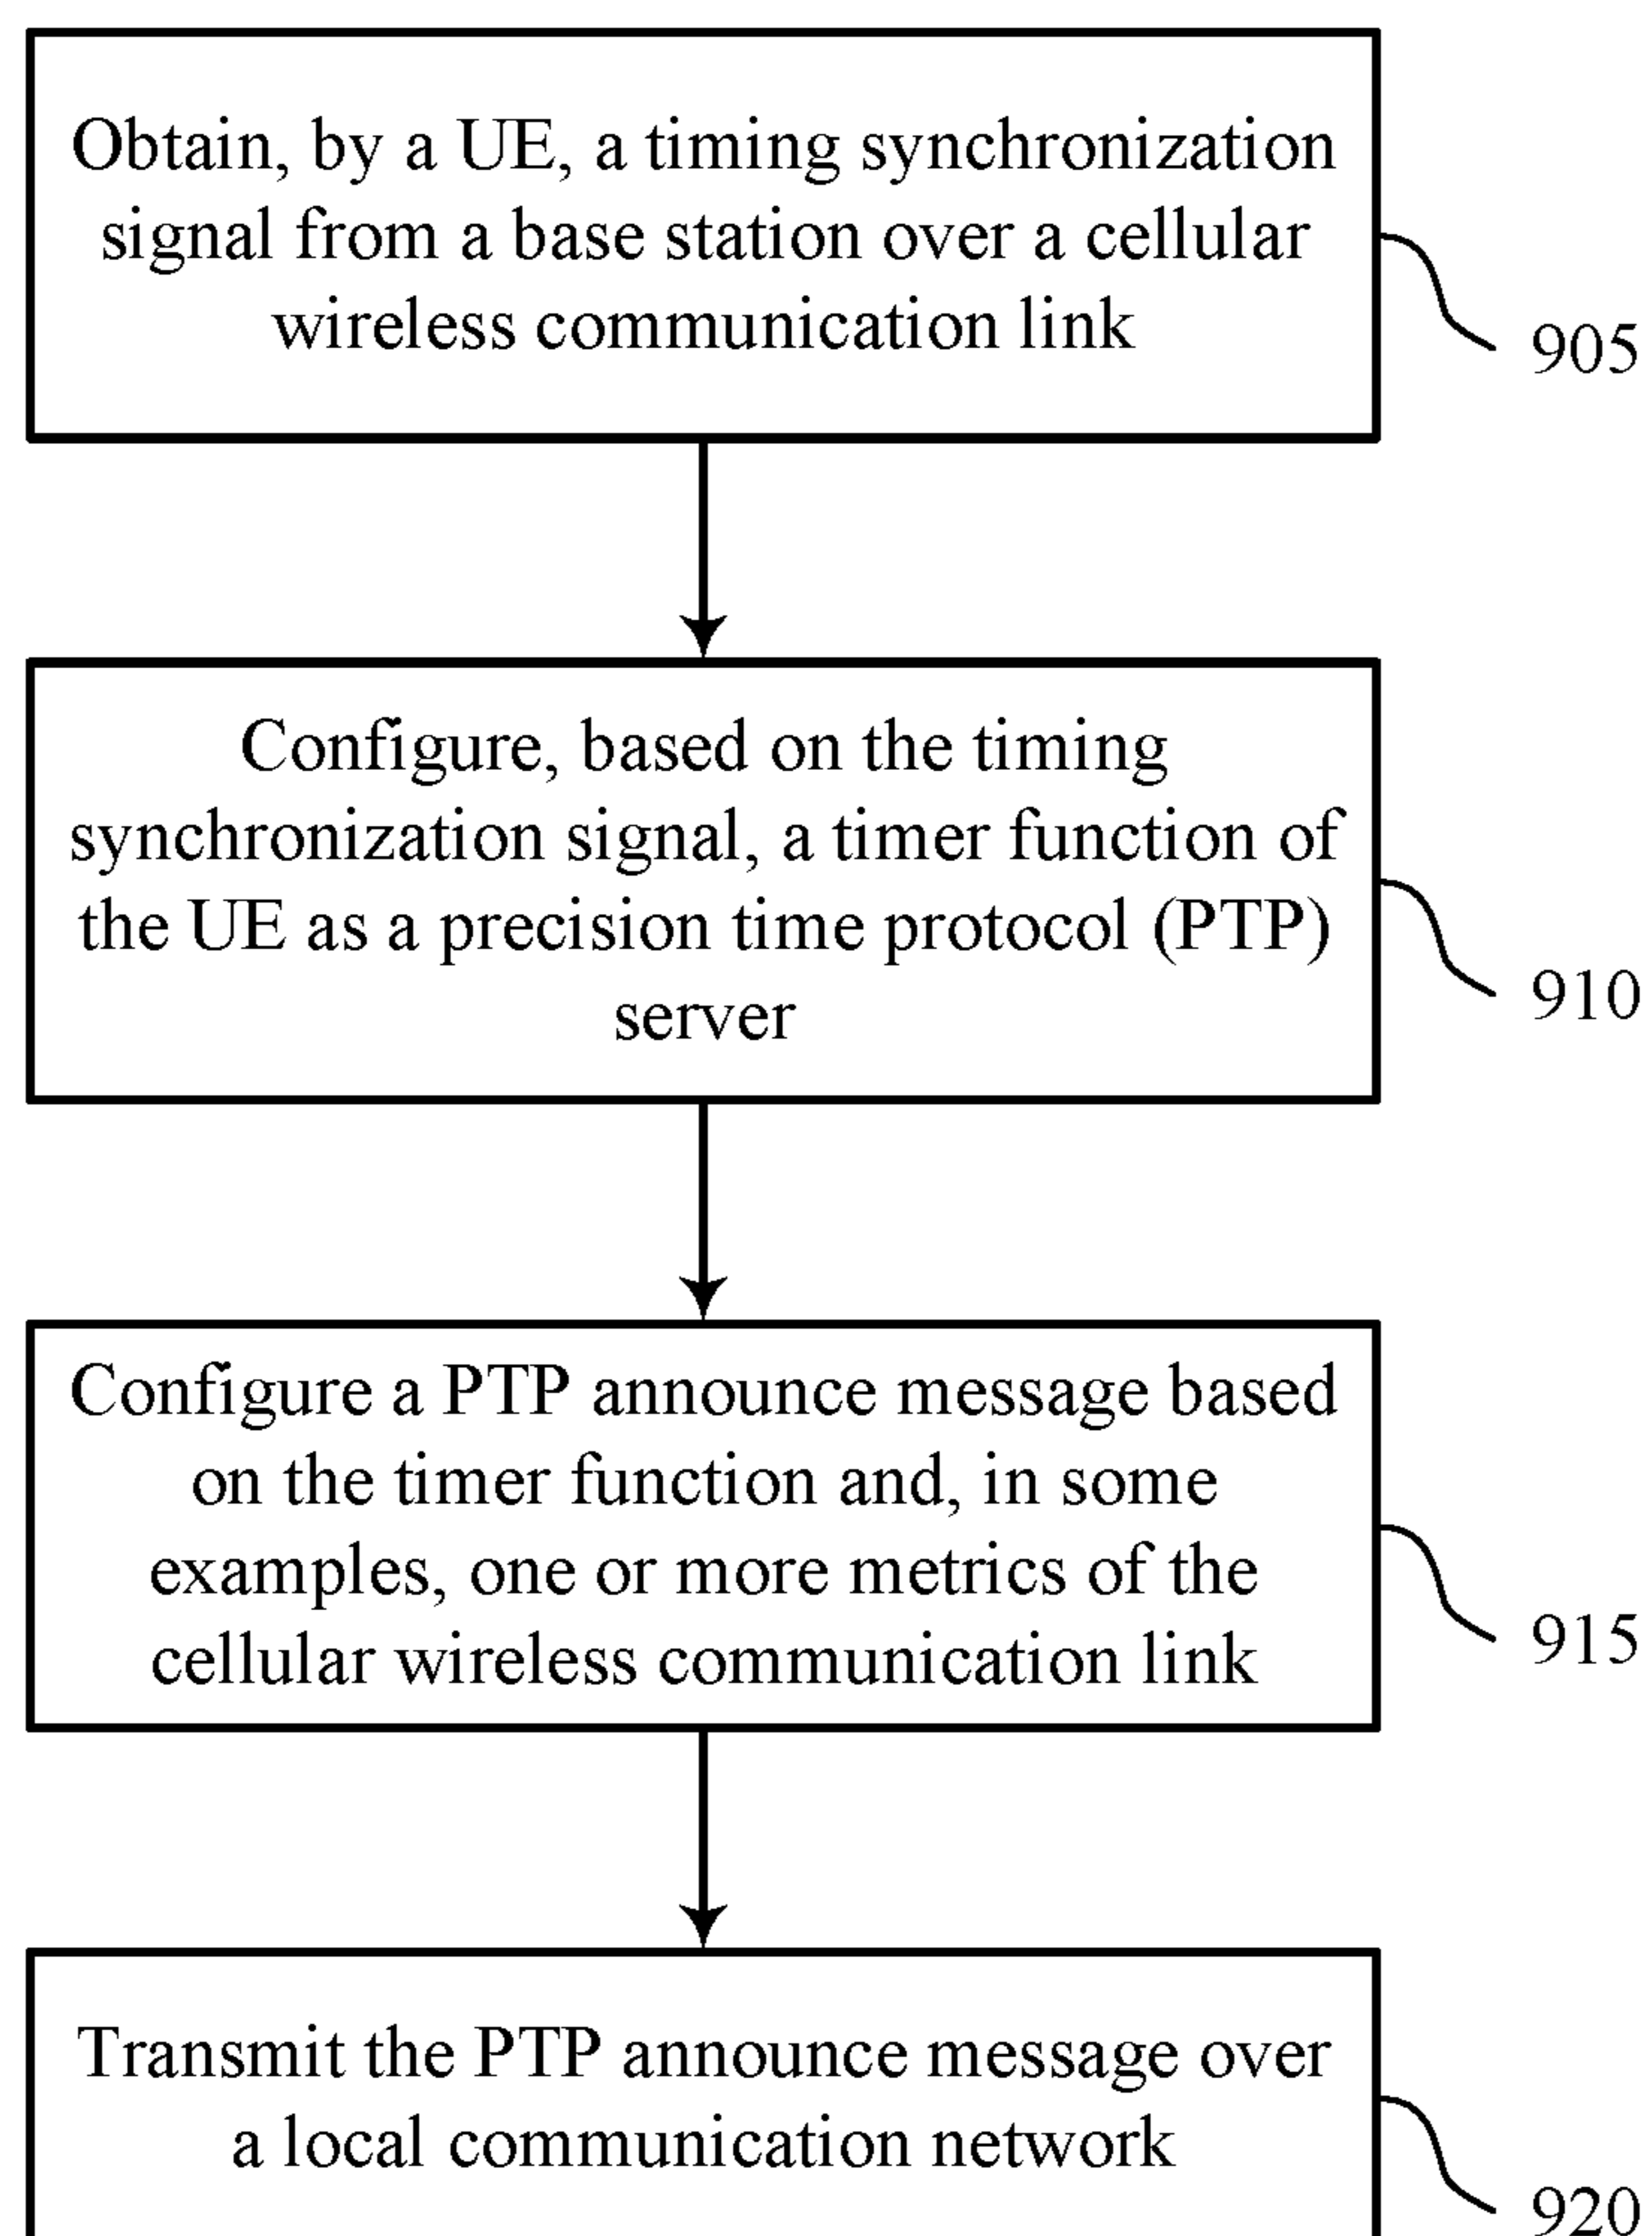 Obtain, by a UE, a timing synchronization
signal from a base station over a cellular
wireless communication link
905
Configure, based on the timing
synchronization signal, a timer function of
the UE as a precision time protocol (PTP)
server
910
Configure a PTP announce message based
on the timer function and, in some
examples, one or more metrics of the
cellular wireless communication link
915
Transmit the PTP announce message over
a local communication network
920